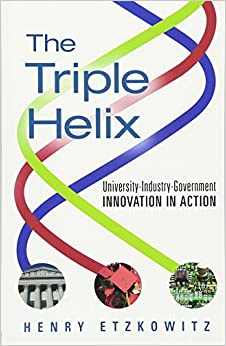 The
Triple
Helix
University-Industry-Government
INNOVATION IN ACTION
HENRY ETZKOWITZ